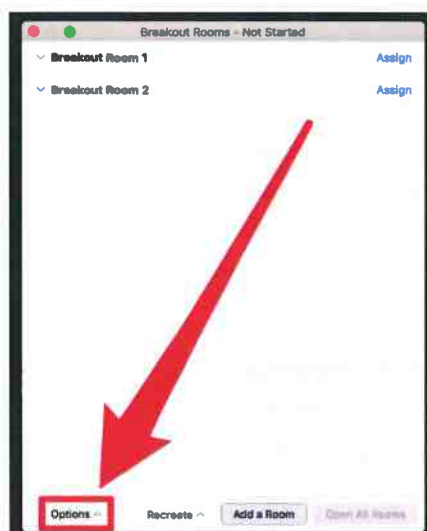 Breakout Rooms - Not Started
Breakout Room 1 Assign
Breakout Room 2 Assign
Options Recreate Add a Room Open All Rooms